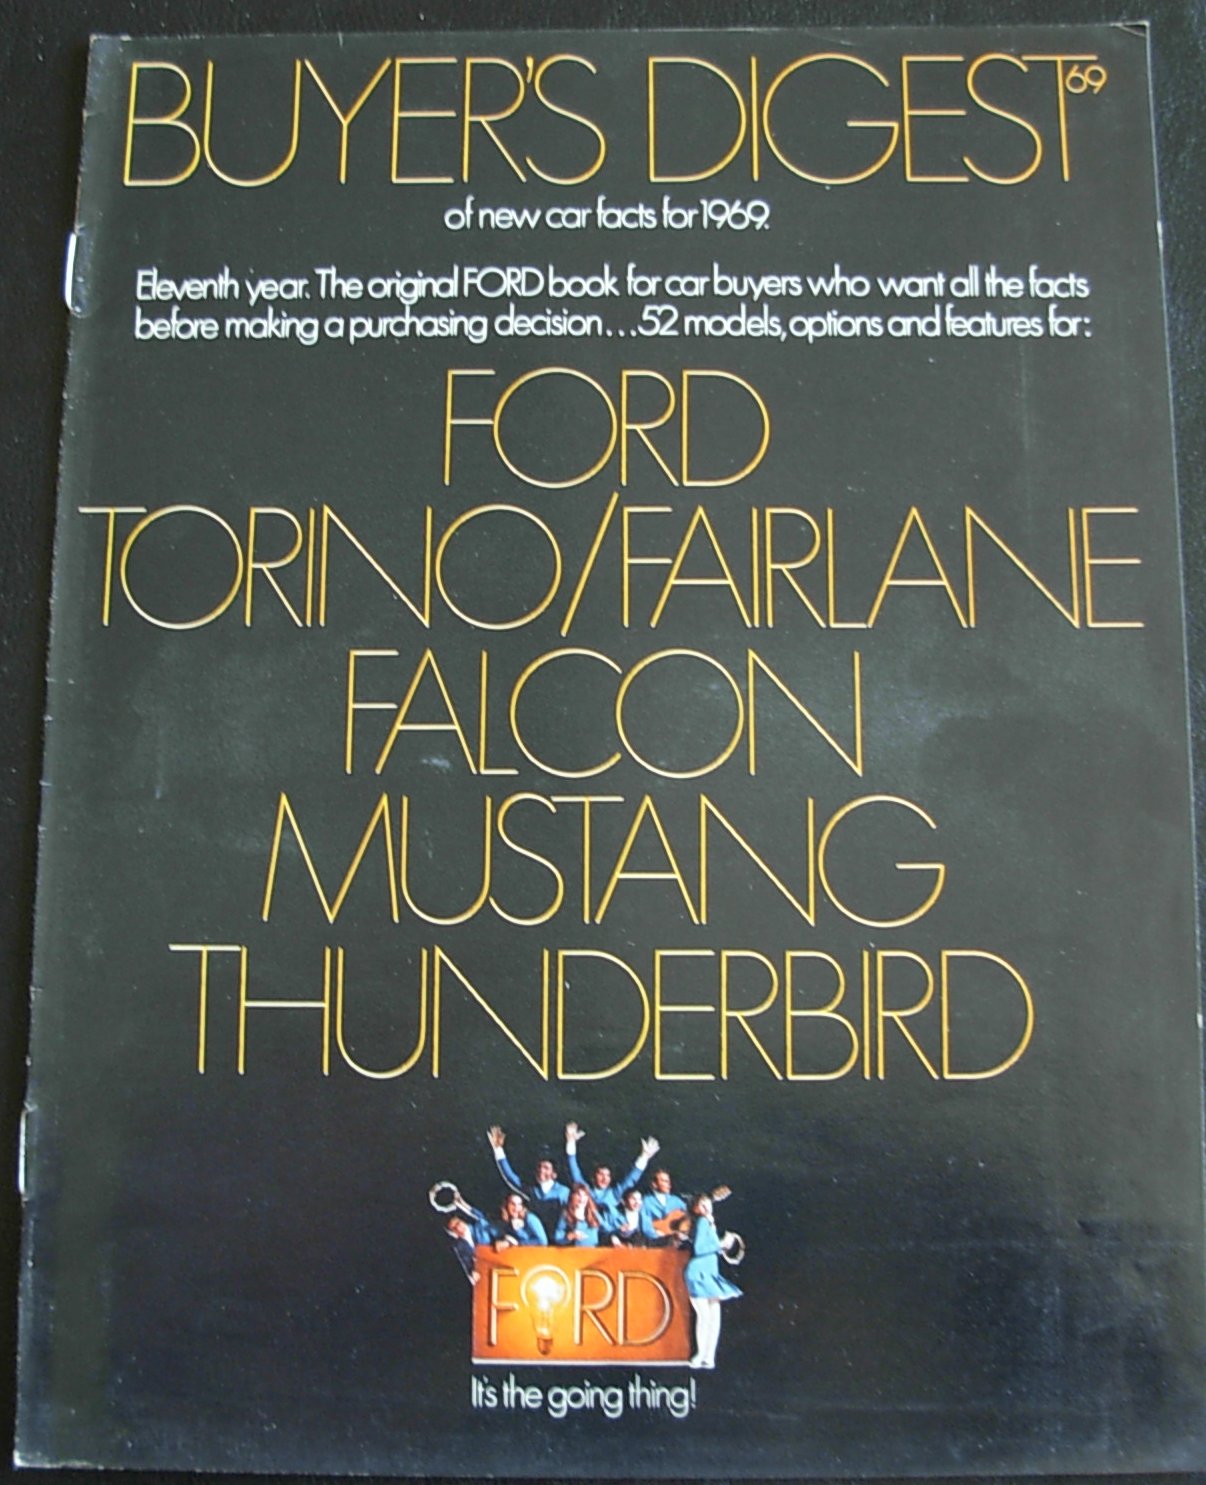 BUYER'S DIGEST '69
of new car facts for 1969.
Eleventh year. The original FORD book for car buyers who want all the facts
before making a purchasing decision...52 models, options and features for:
FORD
TORINO/FAIRLANE
FALCON
MUSTANG
THUNDERBIRD
FORD
It's the going thing!